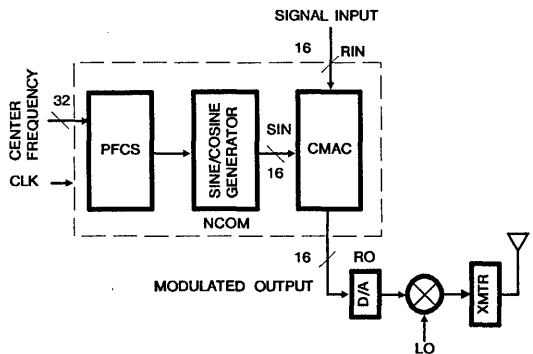 SIGNAL INPUT
16
RIN
CENTER
FREQUENCY
32
CLK
PFCS
SINE/COSINE
GENERATOR
SIN
16
CMAC
NCOM
16
MODULATED OUTPUT
RO
D/A
LO
XMTR